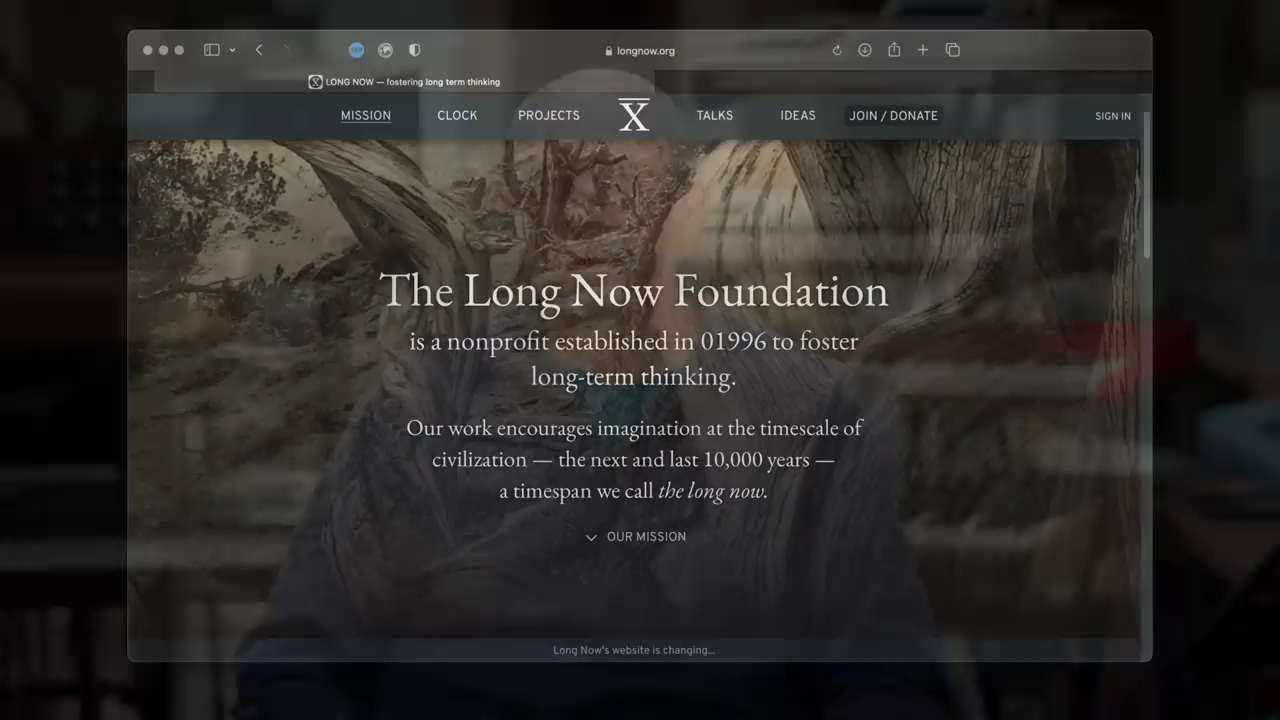 longnow.org
LONG NOW — fostering long term thinking
MISSION CLOCK PROJECTS X TALKS IDEAS JOIN / DONATE SIGN IN
The Long Now Foundation
is a nonprofit established in 01996 to foster
long-term thinking.
Our work encourages imagination at the timescale of
civilization — the next and last 10,000 years —
a timespan we call the long now.
OUR MISSION
Long Now's website is changing...